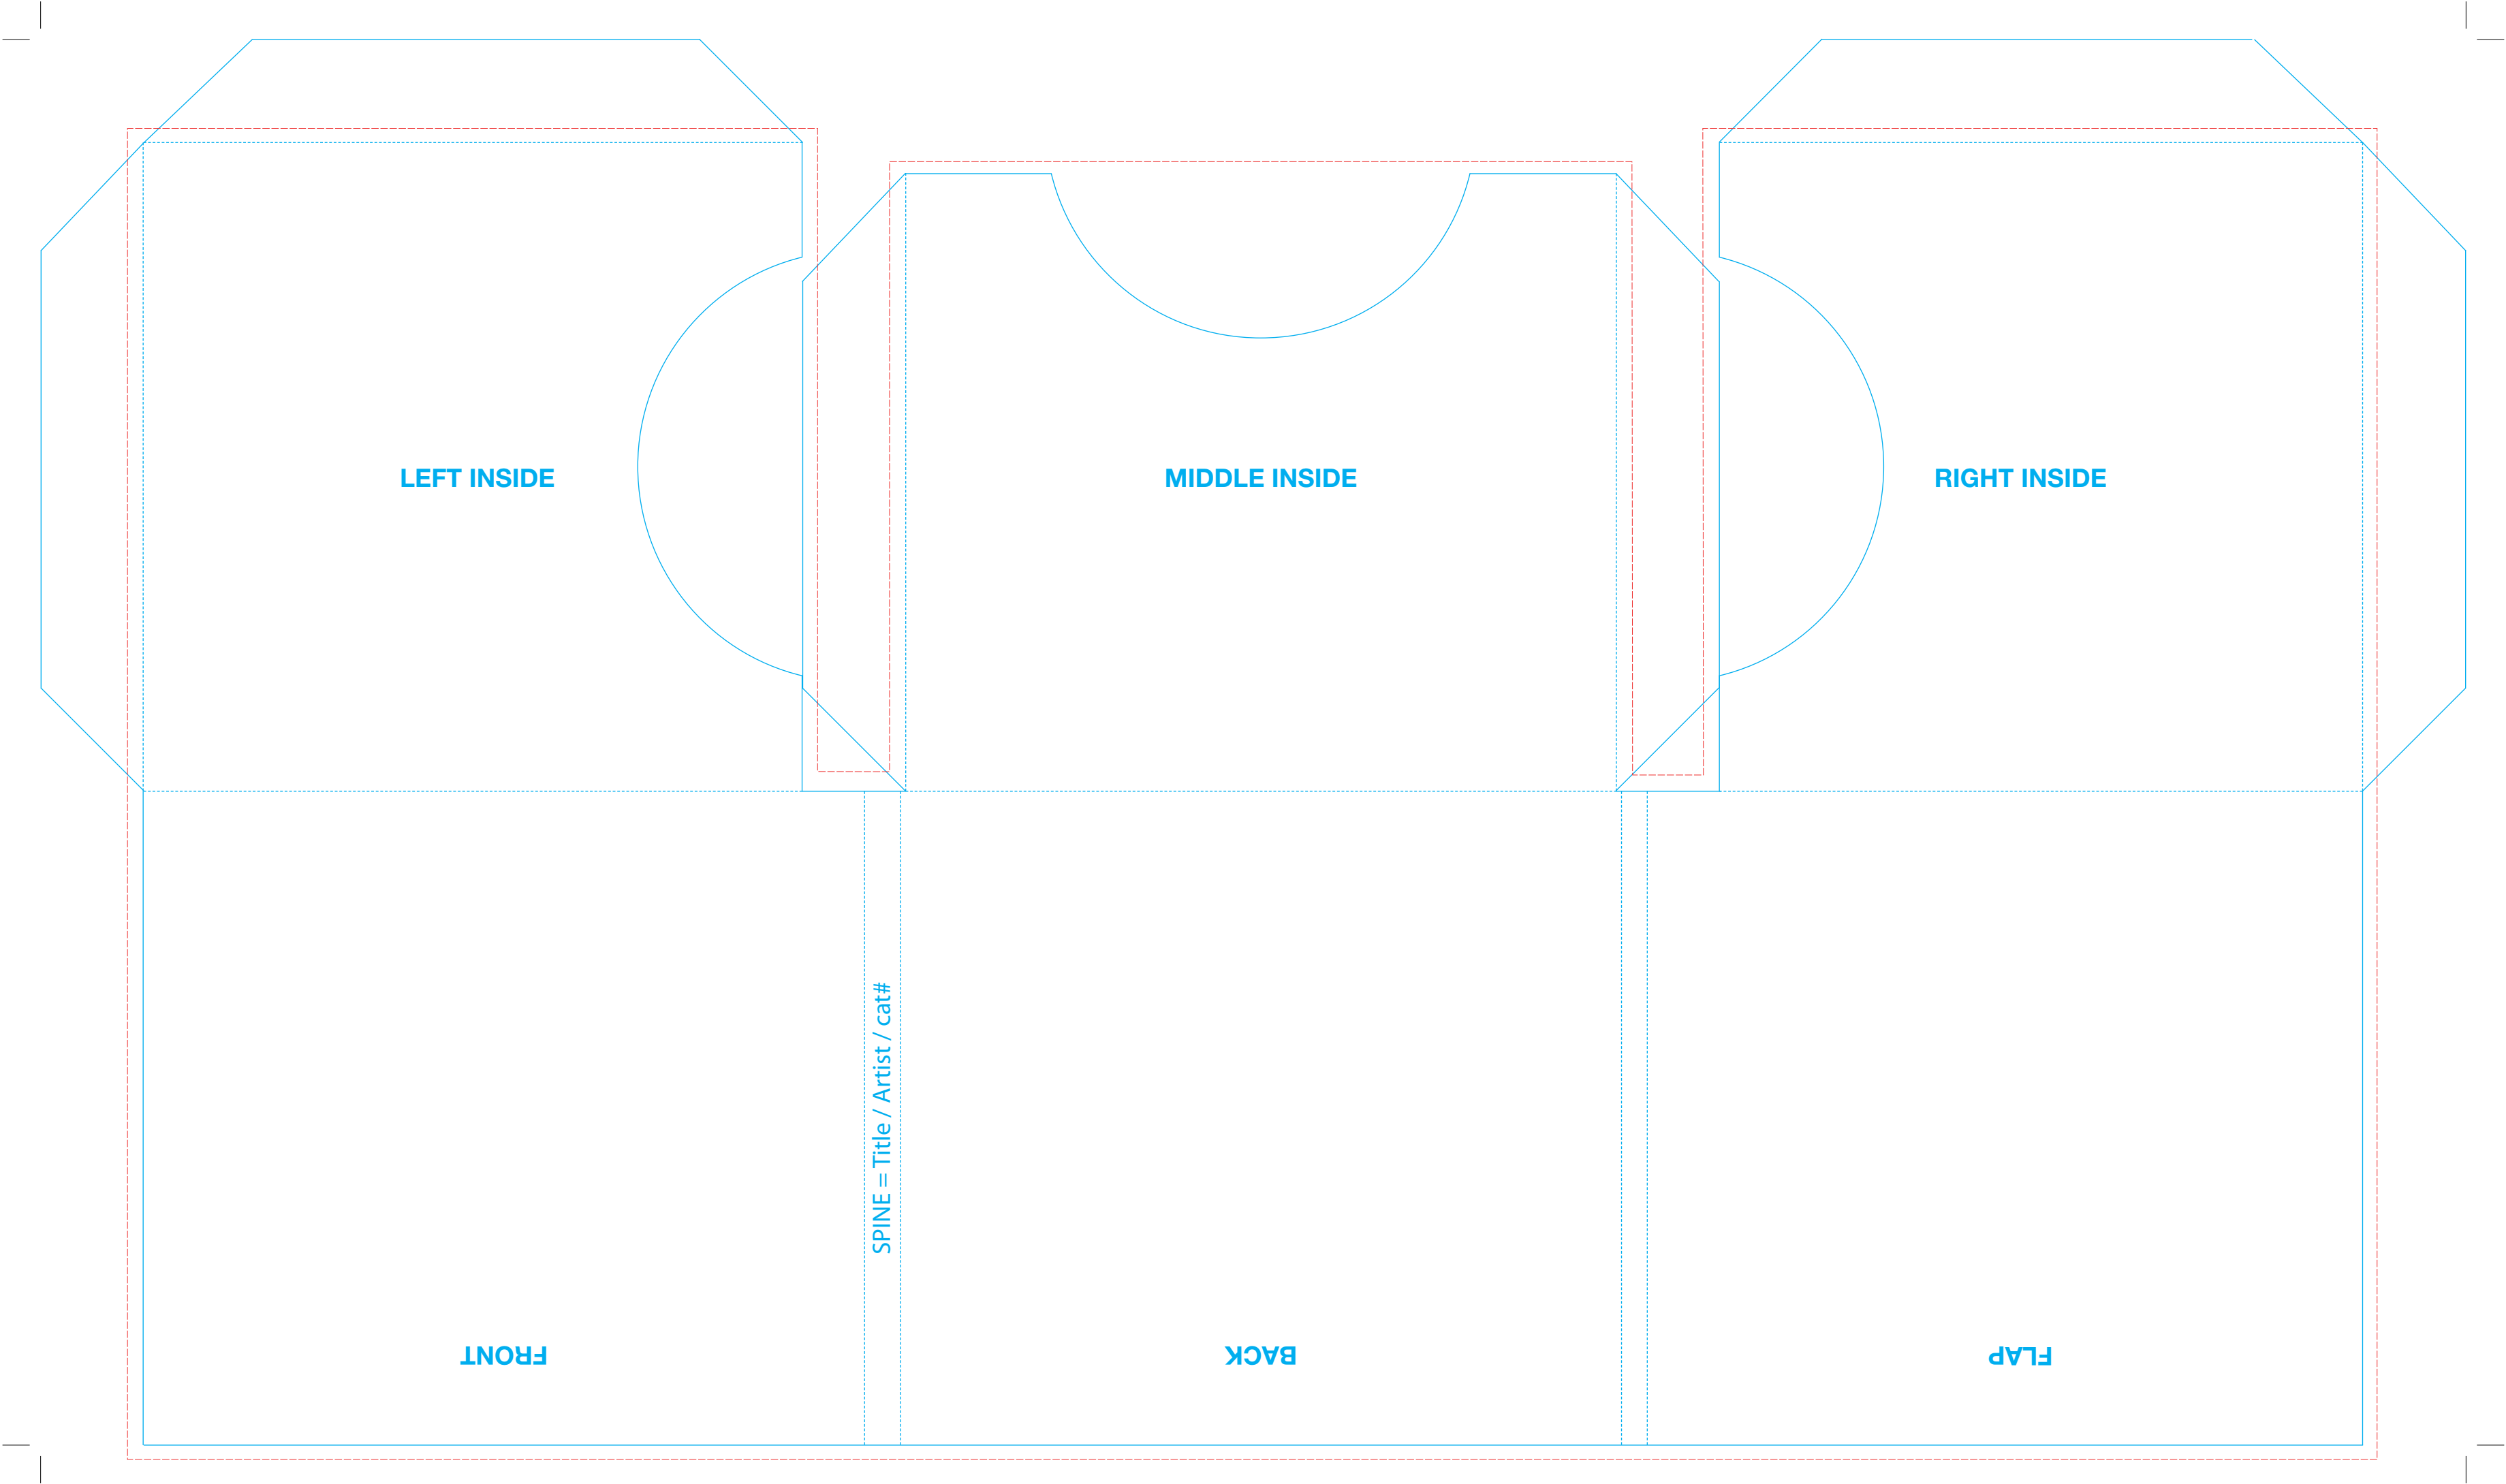 LEFT INSIDE
MIDDLE INSIDE
RIGHT INSIDE
SPINE = Title / Artist / cat#
FRONT
BACK
FLAP